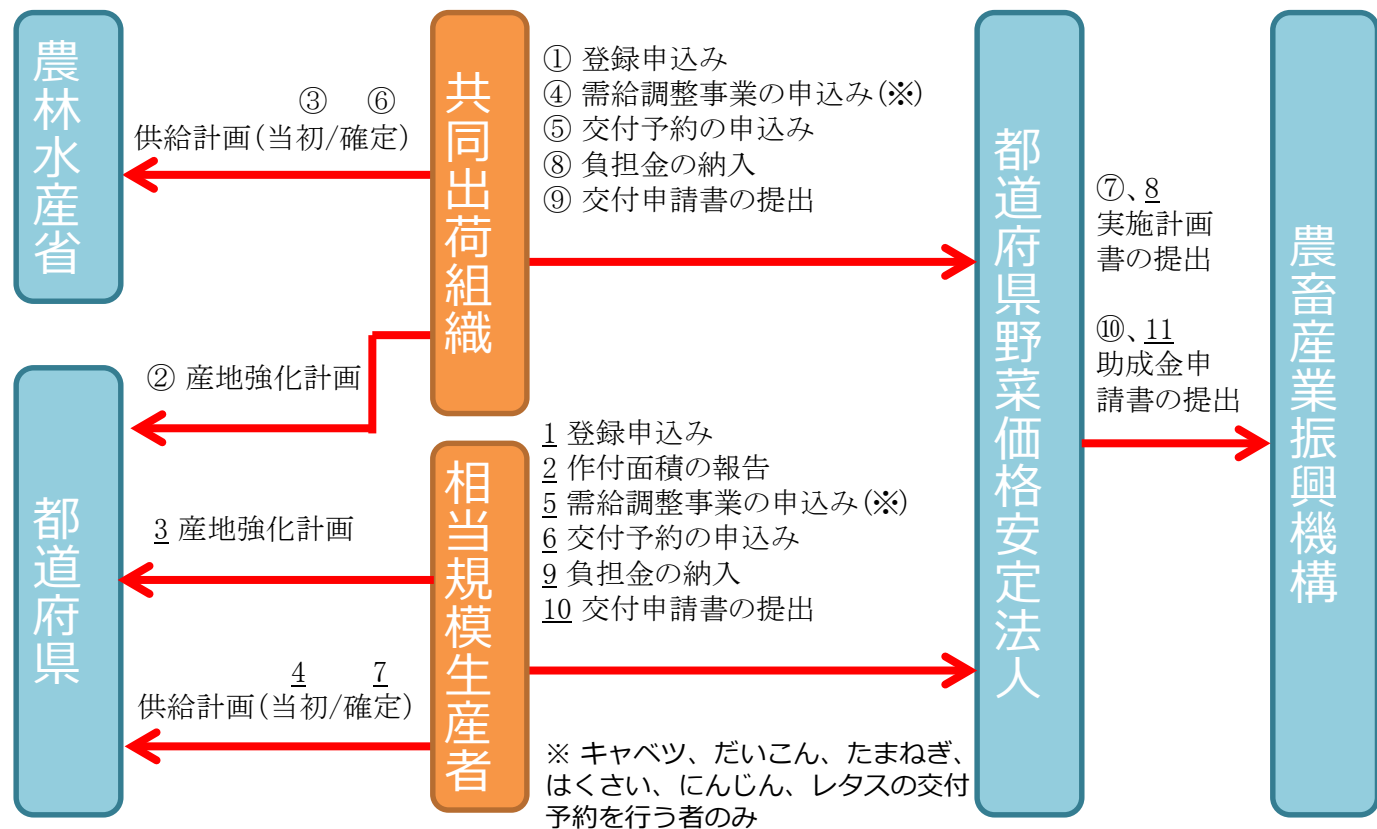 農林水産省
③ ⑥
供給計画(当初/確定)
共同出荷組織
① 登録申込み
④ 需給調整事業の申込み(※)
⑤ 交付予約の申込み
⑧ 負担金の納入
⑨ 交付申請書の提出
② 産地強化計画
都道府県
3 産地強化計画
4 7
供給計画(当初/確定)
相当規模生産者
1 登録申込み
2 作付面積の報告
5 需給調整事業の申込み(※)
6 交付予約の申込み
9 負担金の納入
10 交付申請書の提出
※ キャベツ、だいこん、たまねぎ、
はくさい、にんじん、レタスの交付
予約を行う者のみ
都道府県野菜価格安定法人
⑦、8
実施計画
書の提出
⑩、11
助成金申
請書の提出
農畜産業振興機構